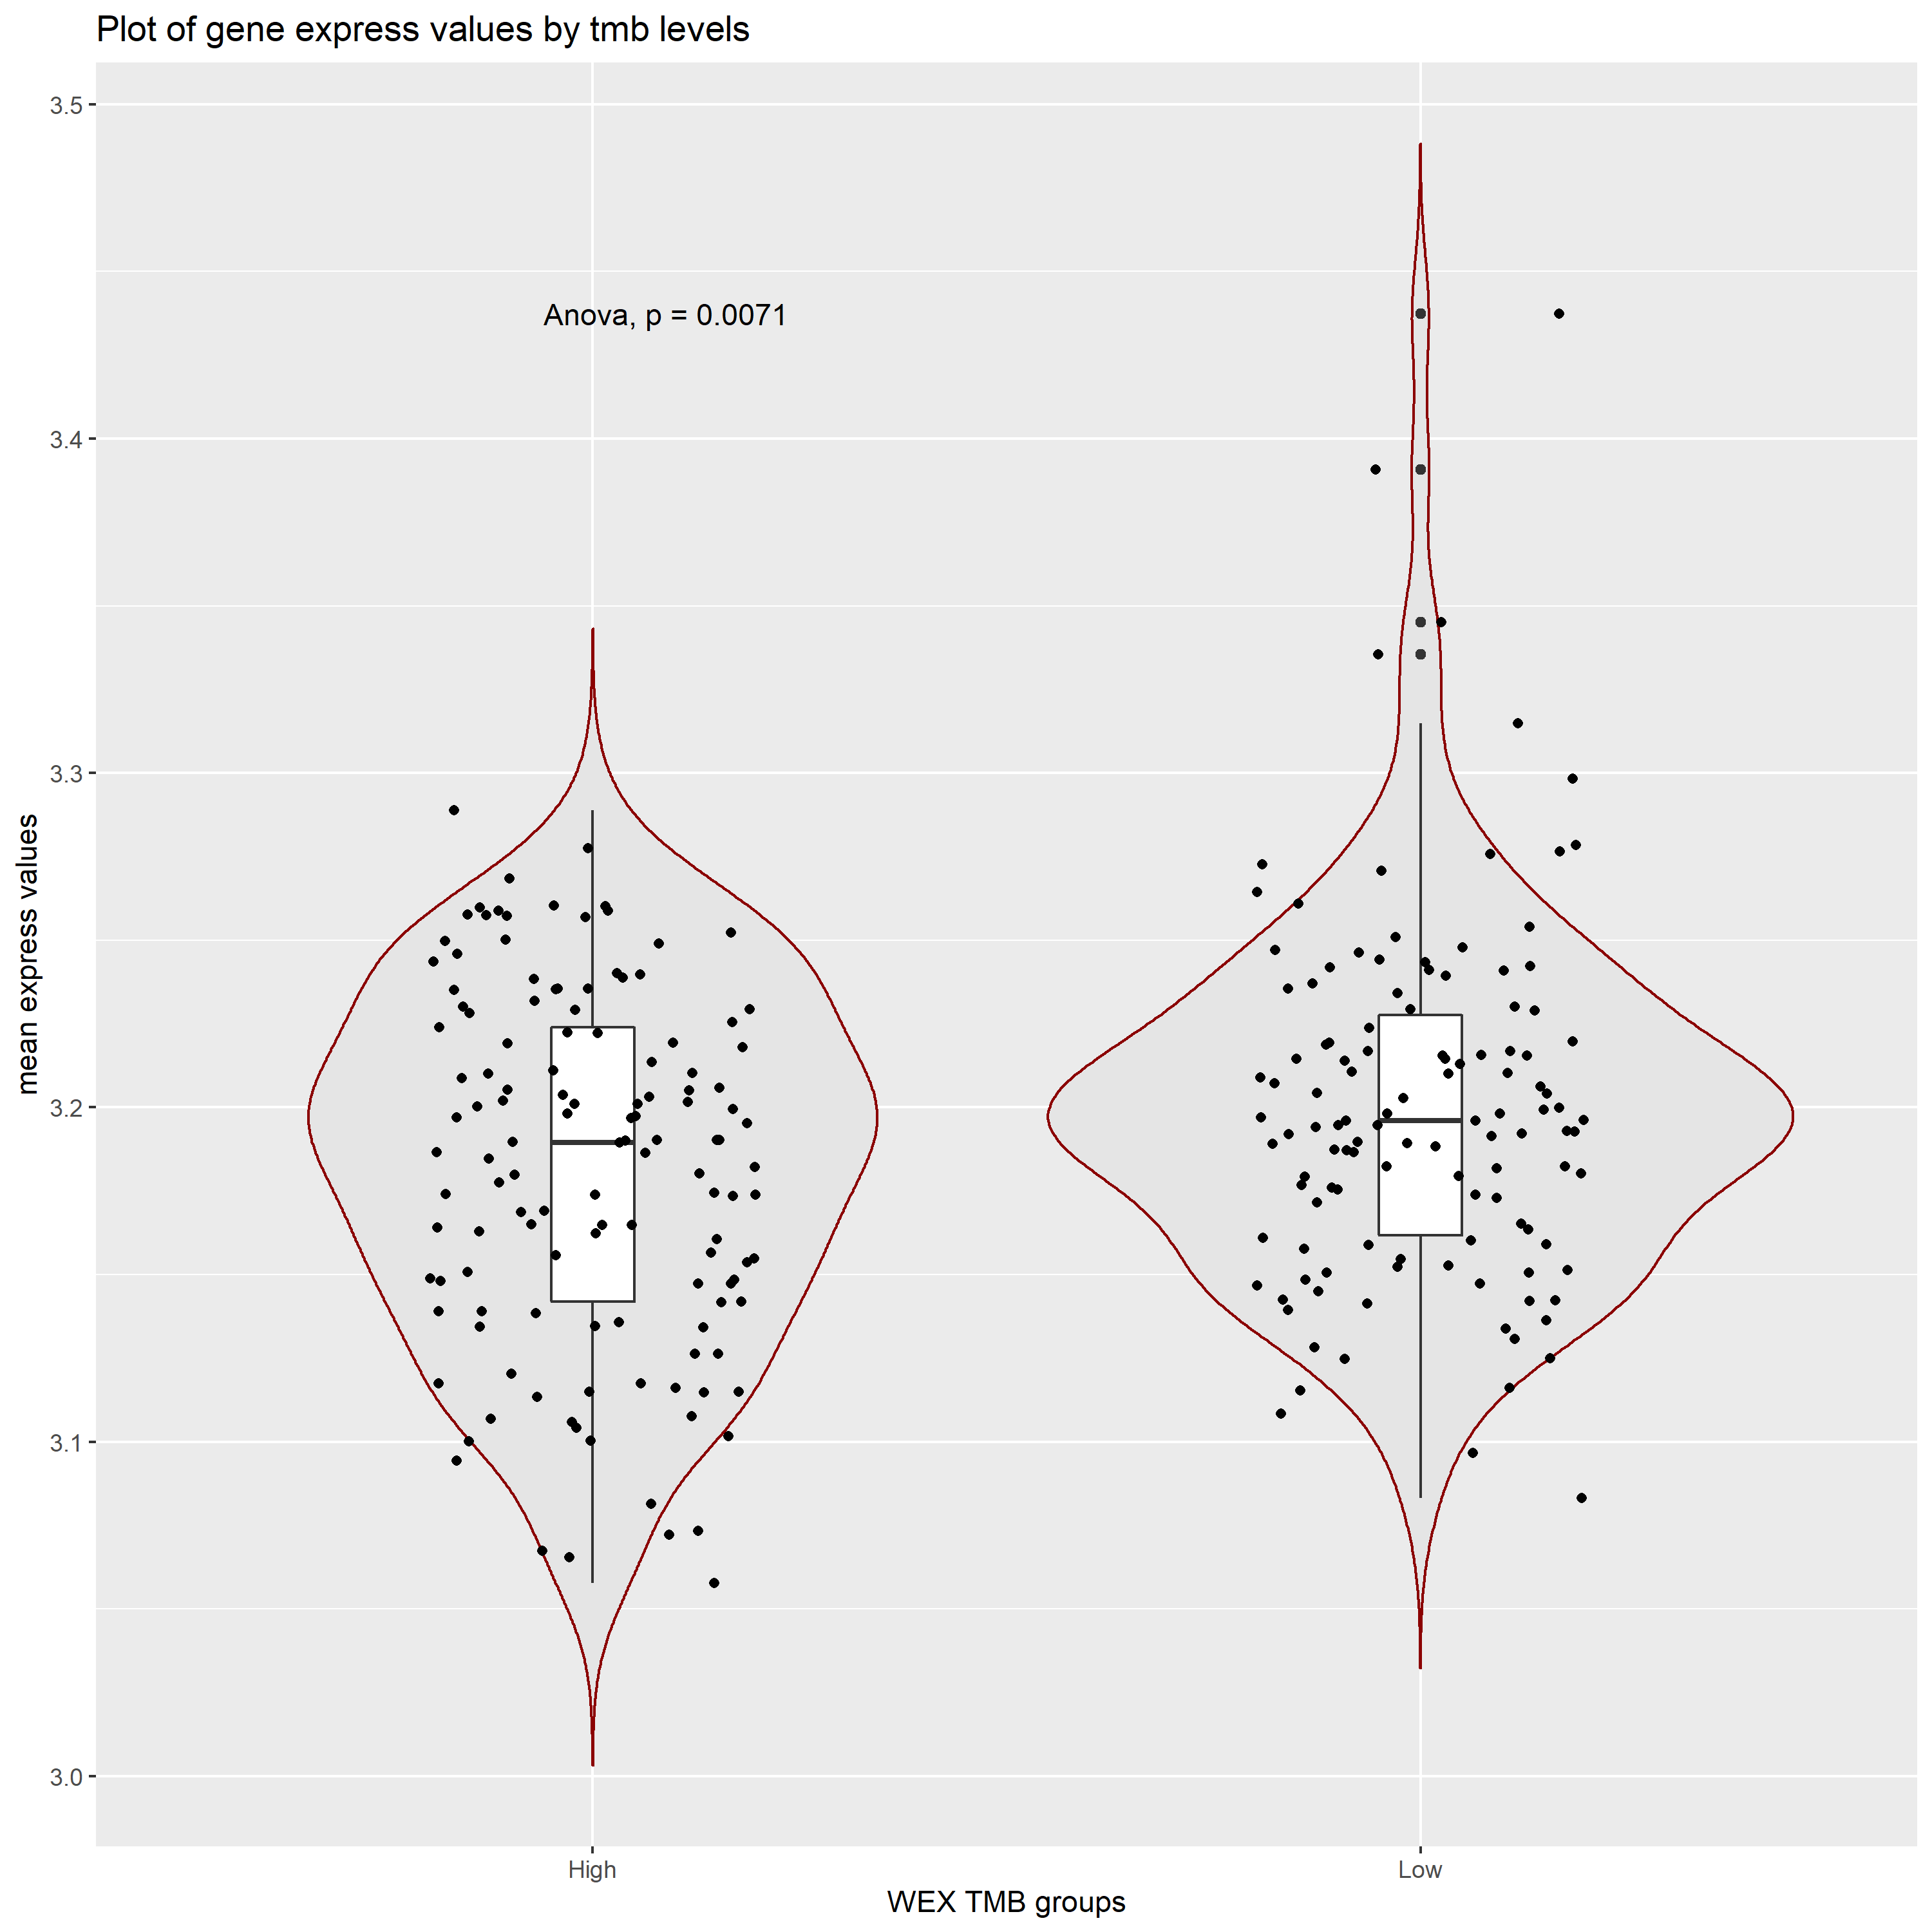 Plot of gene express values by tmb levels
3.5
Anova, p = 0.0071
3.4
3.3
mean express values
3.2
3.1
3.0
High Low
WEX TMB groups